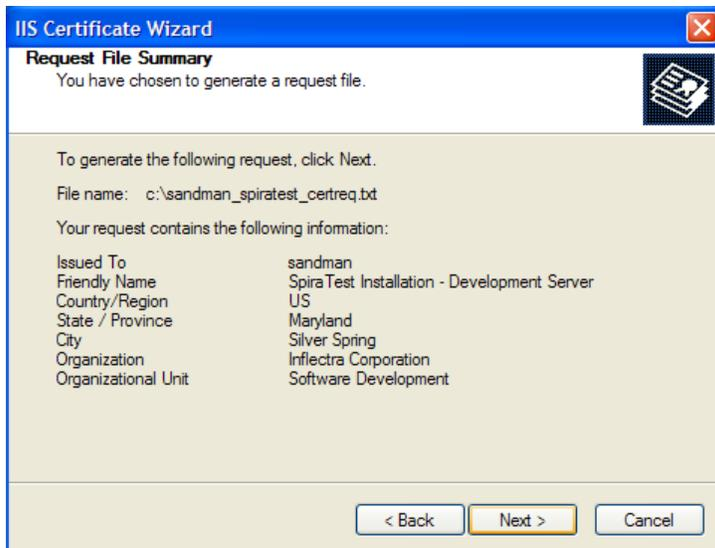 IIS Certificate Wizard
Request File Summary
You have chosen to generate a request file.
To generate the following request, click Next.
File name: c:\sandman_spiratest_certreq.txt
Your request contains the following information:
Issued To sandman
Friendly Name SpiraTest Installation - Development Server
Country/Region US
State / Province Maryland
City Silver Spring
Organization Inflectra Corporation
Organizational Unit Software Development
< Back Next > Cancel